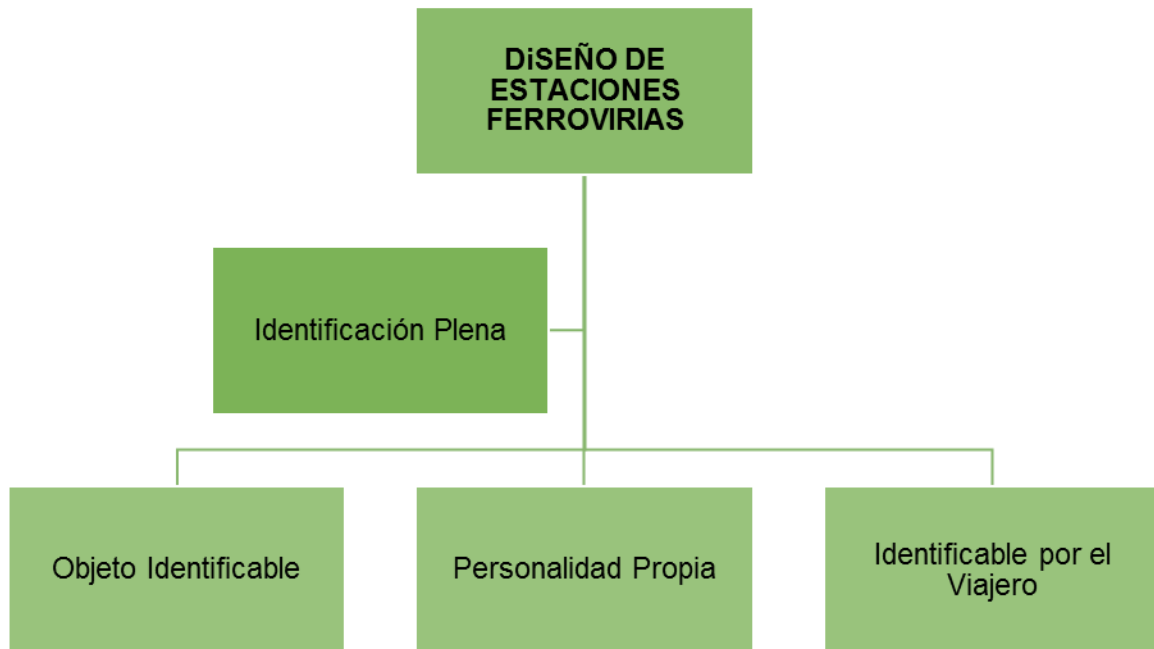 DiSEÑO DE
ESTACIONES
FERROVIRIAS
Identificación Plena
Objeto Identificable
Personalidad Propia
Identificable por el
Viajero